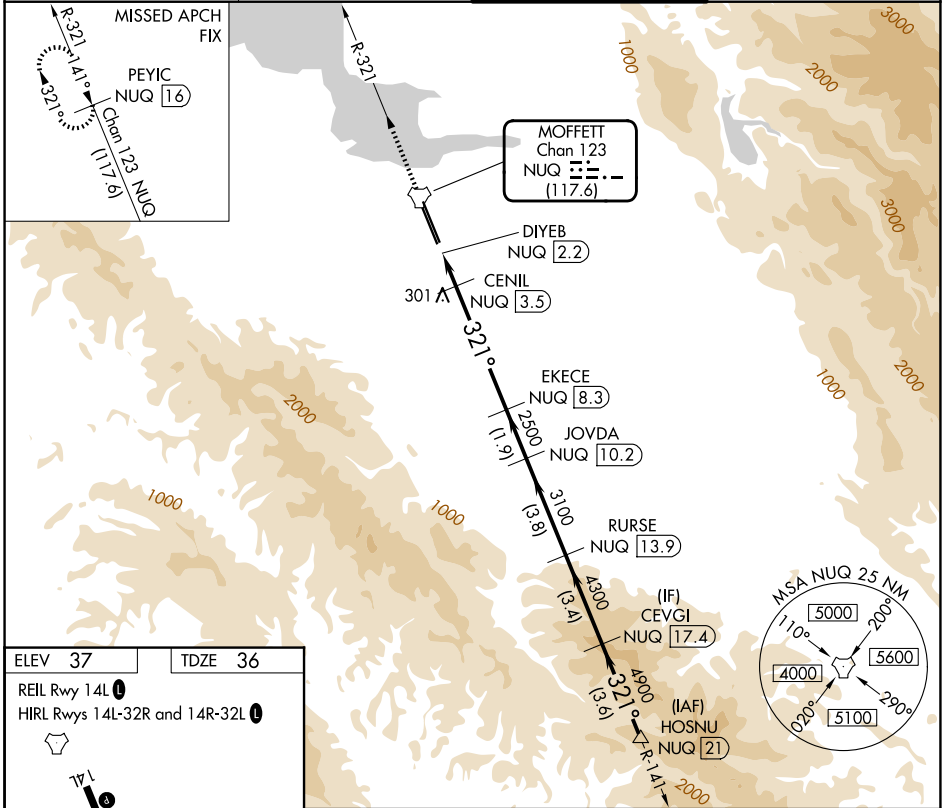 MISSED APCH
FIX
R-321
141°
321°
PEYIC
NUQ 16
Chan 123 NUQ
(117.6)
R-321
MOFFETT
Chan 123
NUQ
(117.6)
DIYEB
NUQ 2.2
CENIL
NUQ 3.5
301
321°
EKECE
NUQ 8.3
2500
(1.9)
JOVDA
NUQ 10.2
3100
(3.8)
RURSE
NUQ 13.9
4300
(3.4)
(IF)
CEVGI
NUQ 17.4
4900
321°
(3.6)
(IAF)
HOSNU
NUQ 21
R-141
1000
3000
2000
3000
2000
1000
2000
1000
1000
2000
MSA NUQ 25 NM
5000
110°
200°
4000
5600
020°
290°
5100
ELEV 37
TDZE 36
REIL Rwy 14L L
HIRL Rwys 14L-32R and 14R-32L L
14L